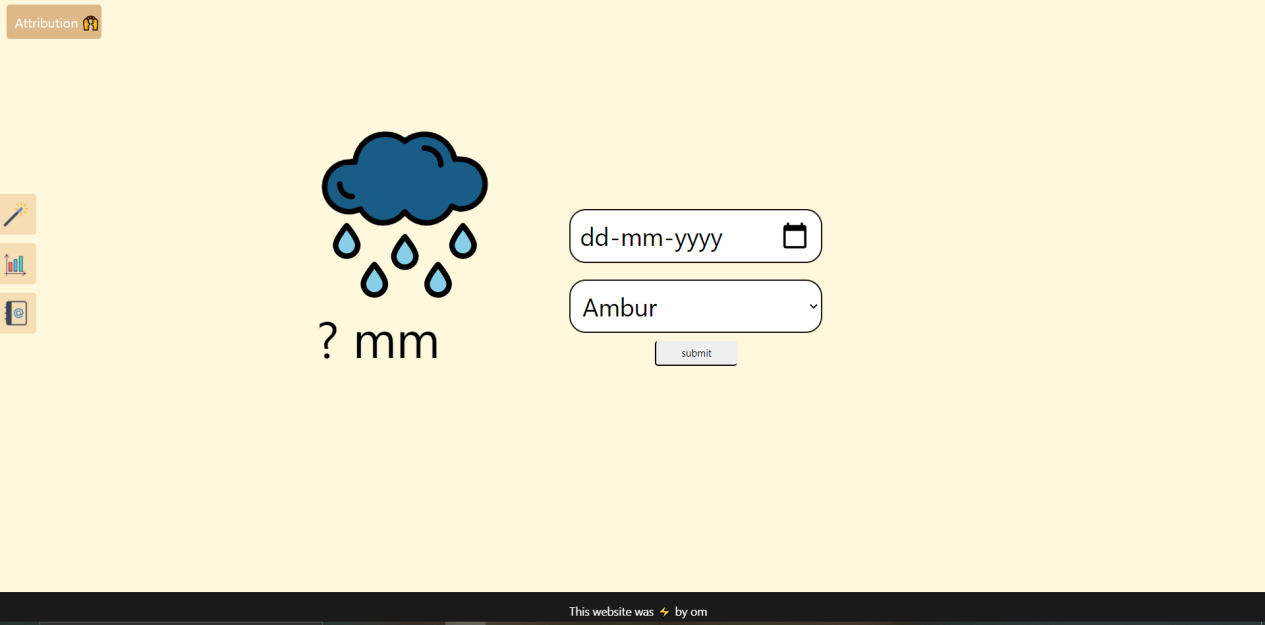 Attribution
dd-mm-yyyy
Ambur
? mm
submit
This website was ⚡ by om